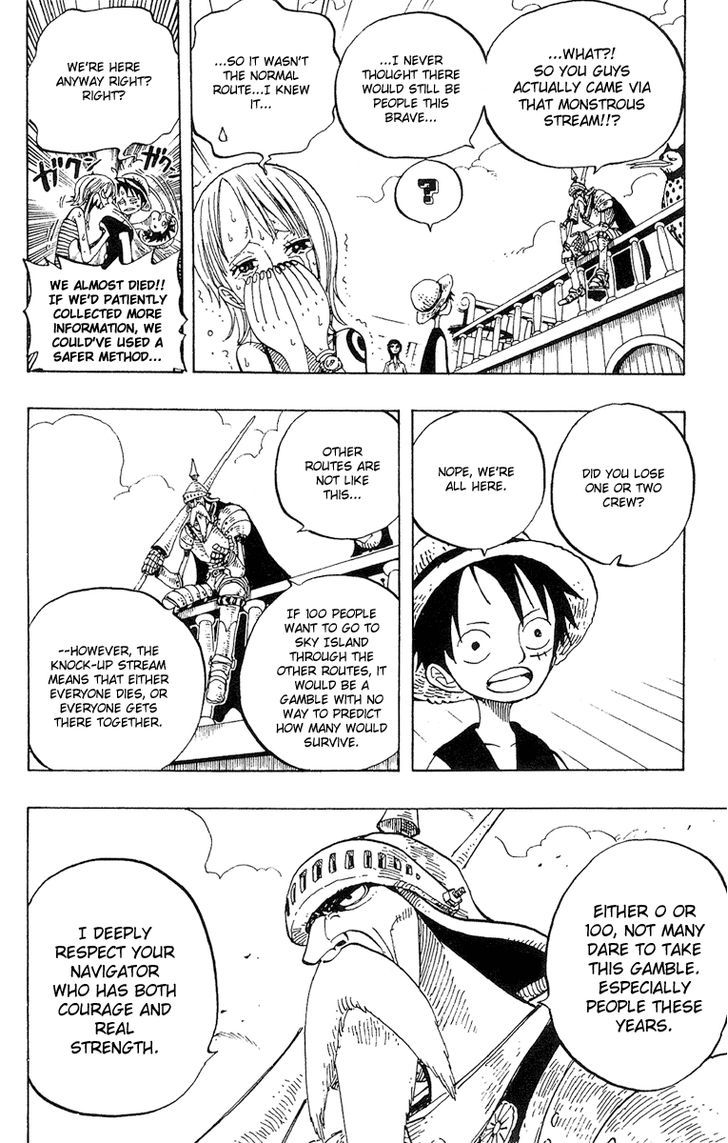 ...WHAT?!
SO YOU GUYS
ACTUALLY CAME VIA
THAT MONSTROUS
STREAM!!?
...I NEVER
THOUGHT THERE
WOULD STILL BE
PEOPLE THIS
BRAVE...
?
...SO IT WASN'T
THE NORMAL
ROUTE...I KNEW
IT...
WE'RE HERE
ANYWAY RIGHT?
RIGHT?
ガクン
ガクン
WE ALMOST DIED!!
IF WE'D PATIENTLY
COLLECTED MORE
INFORMATION, WE
COULD'VE USED A
SAFER METHOD...
DID YOU LOSE
ONE OR TWO
CREW?
NOPE, WE'RE
ALL HERE.
OTHER
ROUTES ARE
NOT LIKE
THIS...
IF 100 PEOPLE
WANT TO GO TO
SKY ISLAND
THROUGH THE
OTHER ROUTES, IT
WOULD BE A
GAMBLE WITH NO
WAY TO PREDICT
HOW MANY WOULD
SURVIVE.
--HOWEVER, THE
KNOCK-UP STREAM
MEANS THAT EITHER
EVERYONE DIES, OR
EVERYONE GETS
THERE TOGETHER.
EITHER 0 OR
100, NOT MANY
DARE TO TAKE
THIS GAMBLE.
ESPECIALLY
PEOPLE THESE
YEARS.
I DEEPLY
RESPECT YOUR
NAVIGATOR
WHO HAS BOTH
COURAGE AND
REAL
STRENGTH.